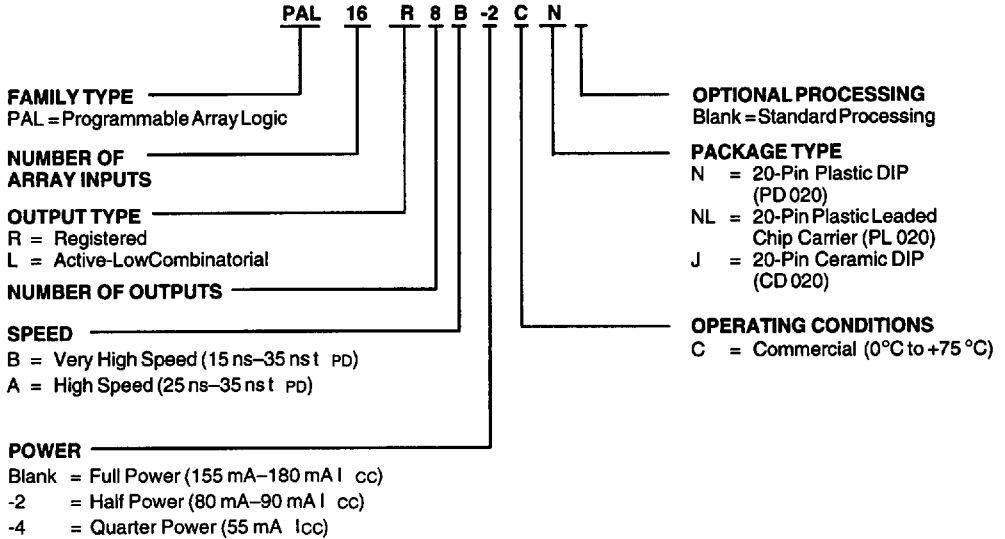 PAL 16 R 8 B -2 C N
FAMILY TYPE
PAL = Programmable Array Logic
NUMBER OF
ARRAY INPUTS
OUTPUT TYPE
R = Registered
L = Active-Low Combinatorial
NUMBER OF OUTPUTS
SPEED
B = Very High Speed (15 ns–35 ns t PD)
A = High Speed (25 ns–35 ns t PD)
POWER
Blank = Full Power (155 mA–180 mA I CC)
-2 = Half Power (80 mA–90 mA I CC)
-4 = Quarter Power (55 mA ICC)
OPTIONAL PROCESSING
Blank = Standard Processing
PACKAGE TYPE
N = 20-Pin Plastic DIP
(PD 020)
NL = 20-Pin Plastic Leaded
Chip Carrier (PL 020)
J = 20-Pin Ceramic DIP
(CD 020)
OPERATING CONDITIONS
C = Commercial (0°C to +75 °C)